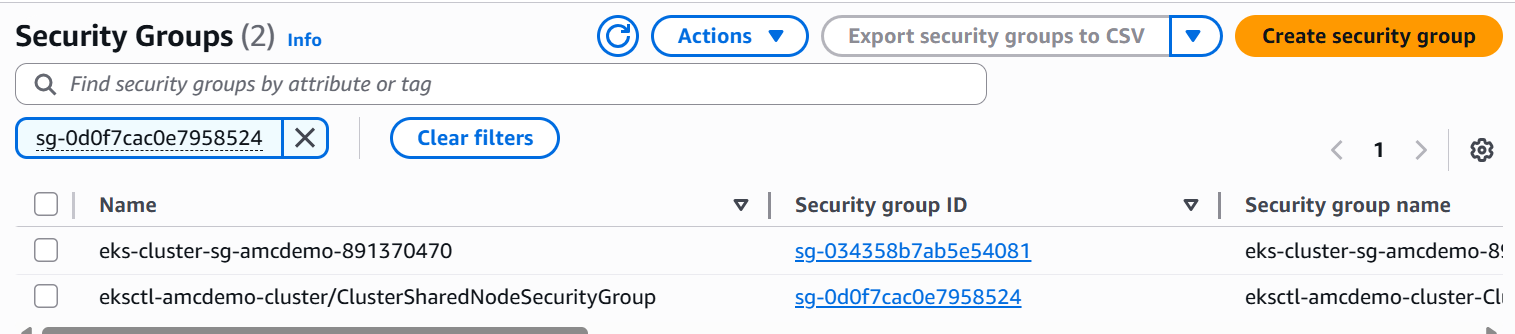 Security Groups (2) Info
Actions
Export security groups to CSV
Create security group
Find security groups by attribute or tag
sg-0d0f7cac0e7958524
Clear filters
1
Name Security group ID Security group name
eks-cluster-sg-amcdemo-891370470 sg-034358b7ab5e54081 eks-cluster-sg-amcdemo-89
eksctl-amcdemo-cluster/ClusterSharedNodeSecurityGroup sg-0d0f7cac0e7958524 eksctl-amcdemo-cluster-Cl